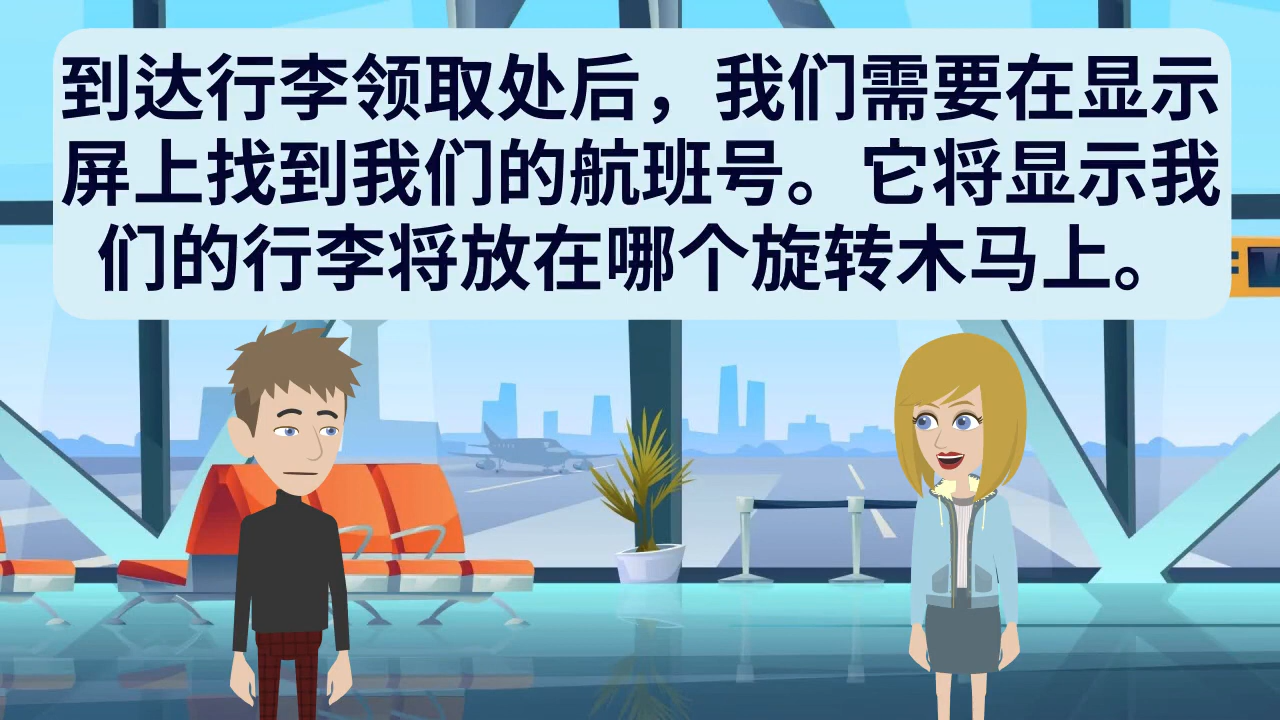 到达行李领取处后，我们需要在显示
屏上找到我们的航班号。它将显示我
们的行李将放在哪个旋转木马上。